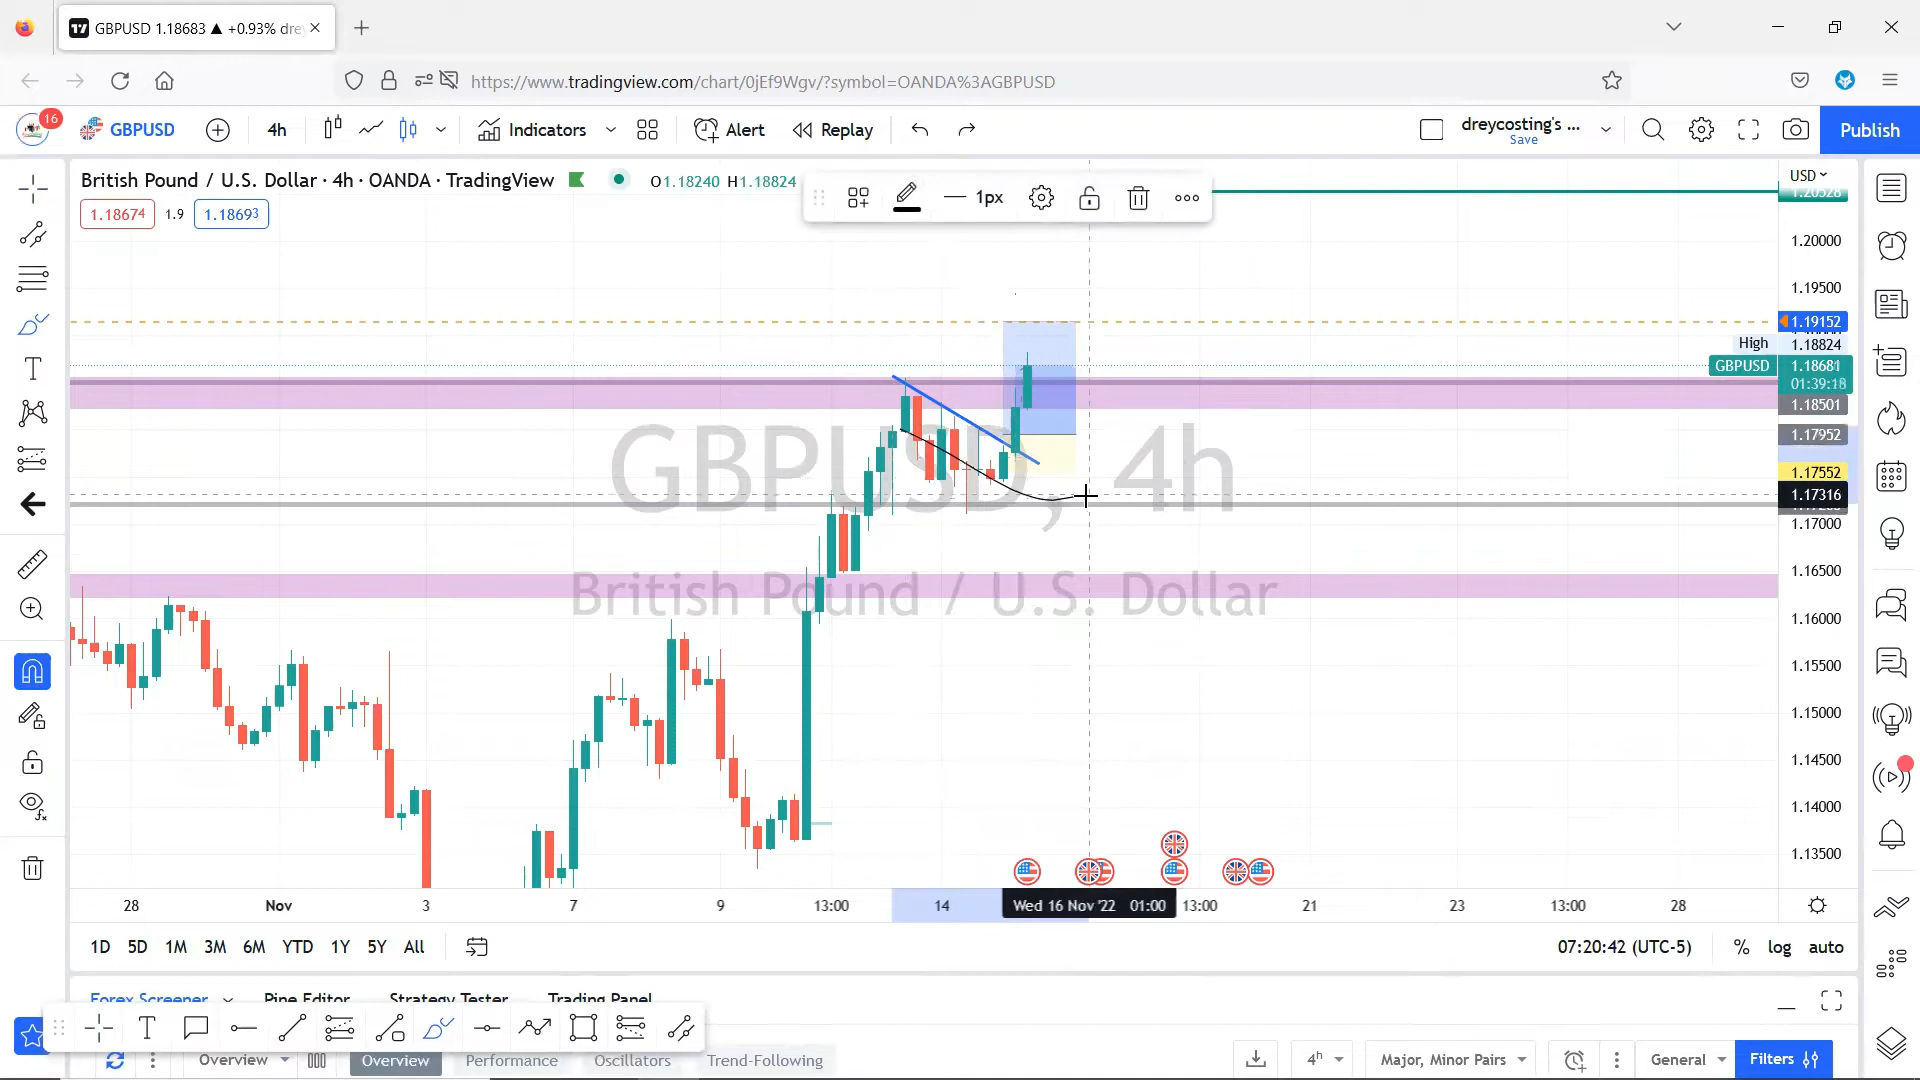 GBPUSD 1.18683 ▲ +0.93% dre
https://www.tradingview.com/chart/0jEf9Wgv/?symbol=OANDA%3AGBPUSD
16
GBPUSD
4h
Indicators
Alert
Replay
dreycosting's ...
Save
Publish
British Pound / U.S. Dollar · 4h · OANDA · TradingView
O1.18240 H1.18824
1px
USD
1.18674
1.9
1.18693
1.20528
1.20000
1.19500
1.19152
High 1.18824
GBPUSD 1.18681
01:39:18
1.18501
1.17952
1.17552
1.17316
1.17000
1.16500
1.16000
1.15500
1.15000
1.14500
1.14000
1.13500
GBPUSD, 4h
British Pound / U.S. Dollar
28
Nov
3
7
9
13:00
14
Wed 16 Nov '22 01:00
13:00
21
23
13:00
28
1D
5D
1M
3M
6M
YTD
1Y
5Y
All
07:20:42 (UTC-5)
%
log
auto
Forex Screener
Pine Editor
Strategy Tester
Trading Panel
Overview
Overview
Performance
Oscillators
Trend-Following
4h
Major, Minor Pairs
General
Filters